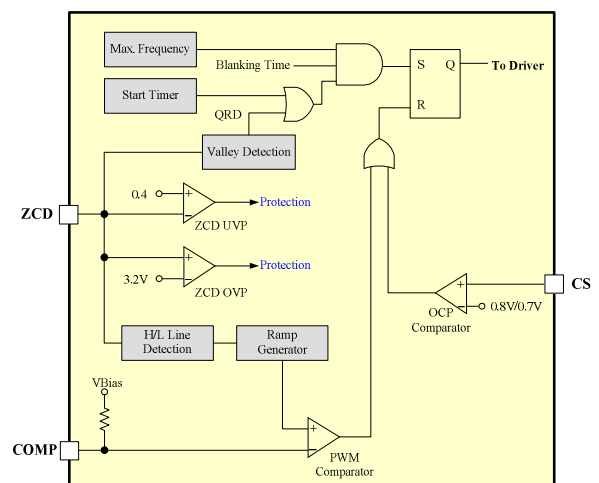 Max. Frequency
Blanking Time
S
Q
To Driver
Start Timer
R
QRD
Valley Detection
0.4
+
−
Protection
ZCD
ZCD UVP
+
−
Protection
3.2V
ZCD OVP
+
−
CS
0.8V/0.7V
OCP
Comparator
H/L Line
Detection
Ramp
Generator
VBias
+
−
COMP
PWM
Comparator